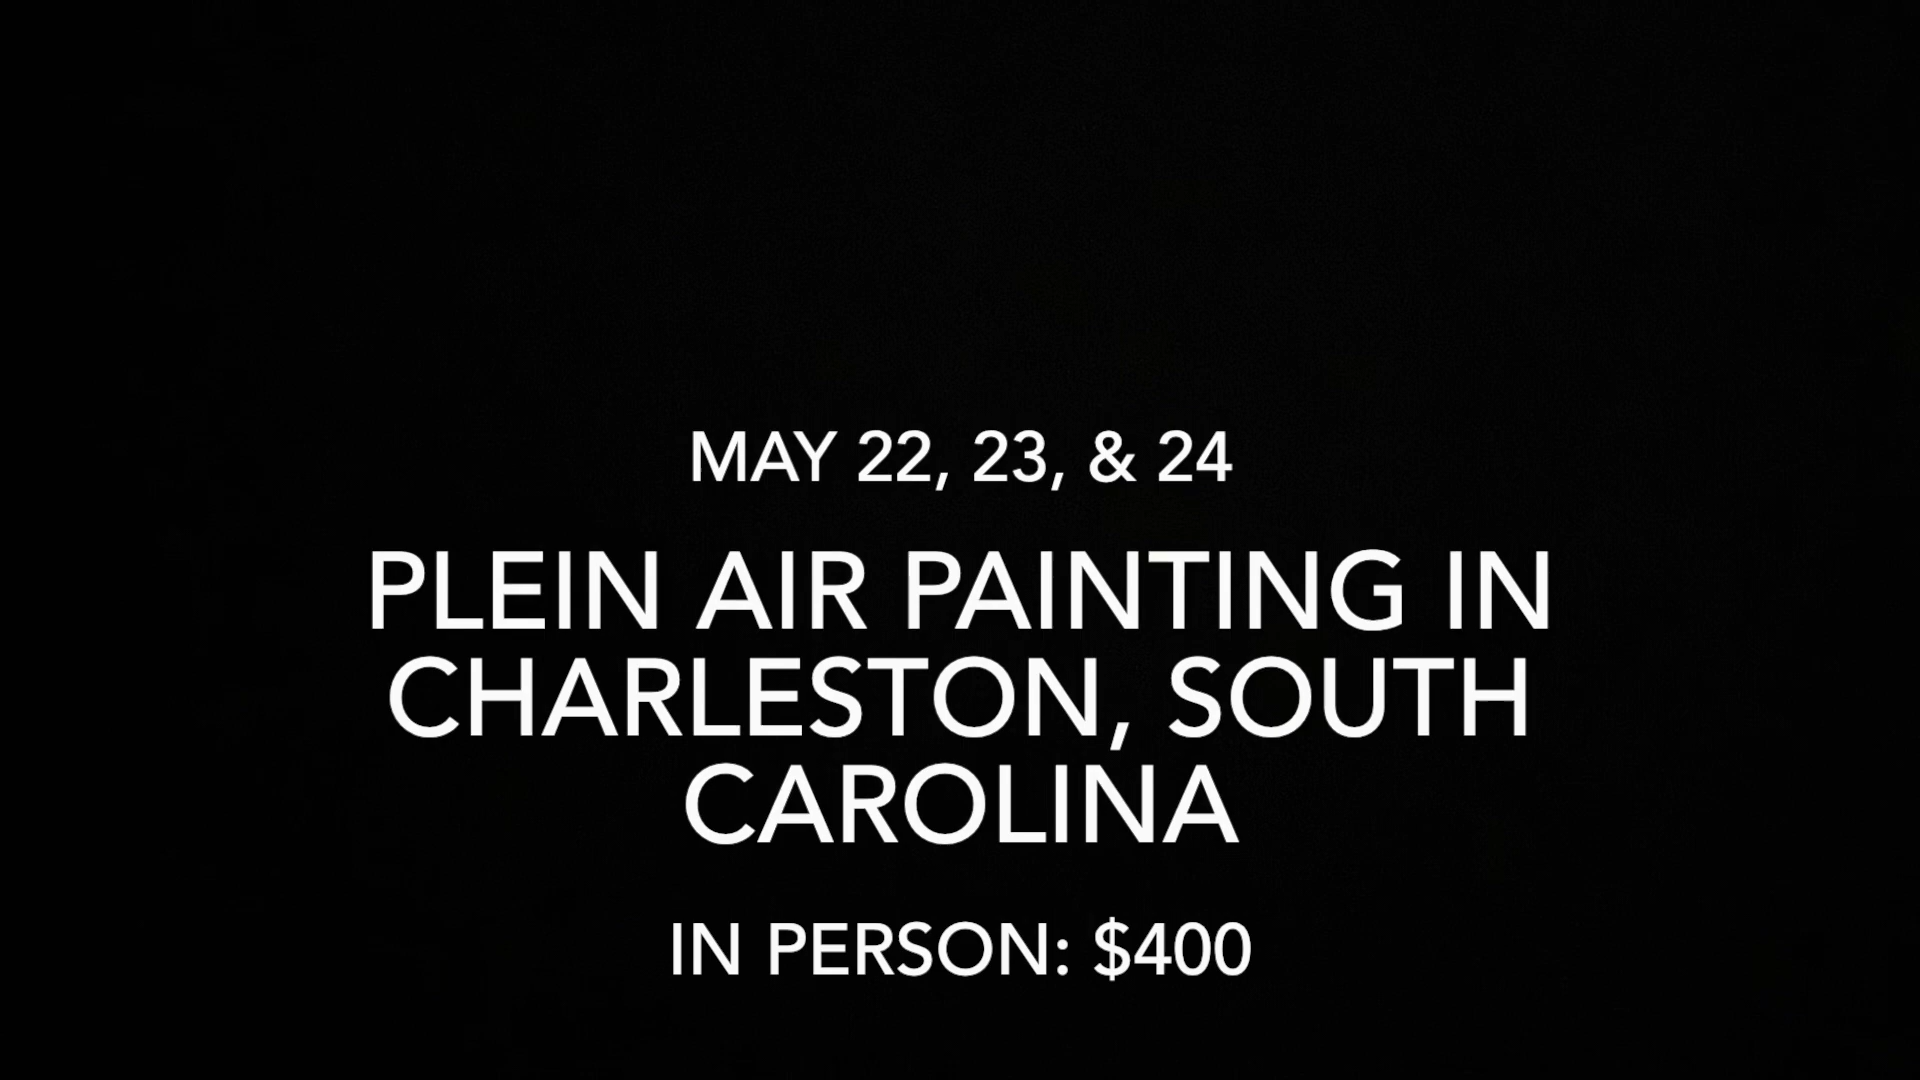 MAY 22, 23, & 24
PLEIN AIR PAINTING IN
CHARLESTON, SOUTH
CAROLINA
IN PERSON: $400